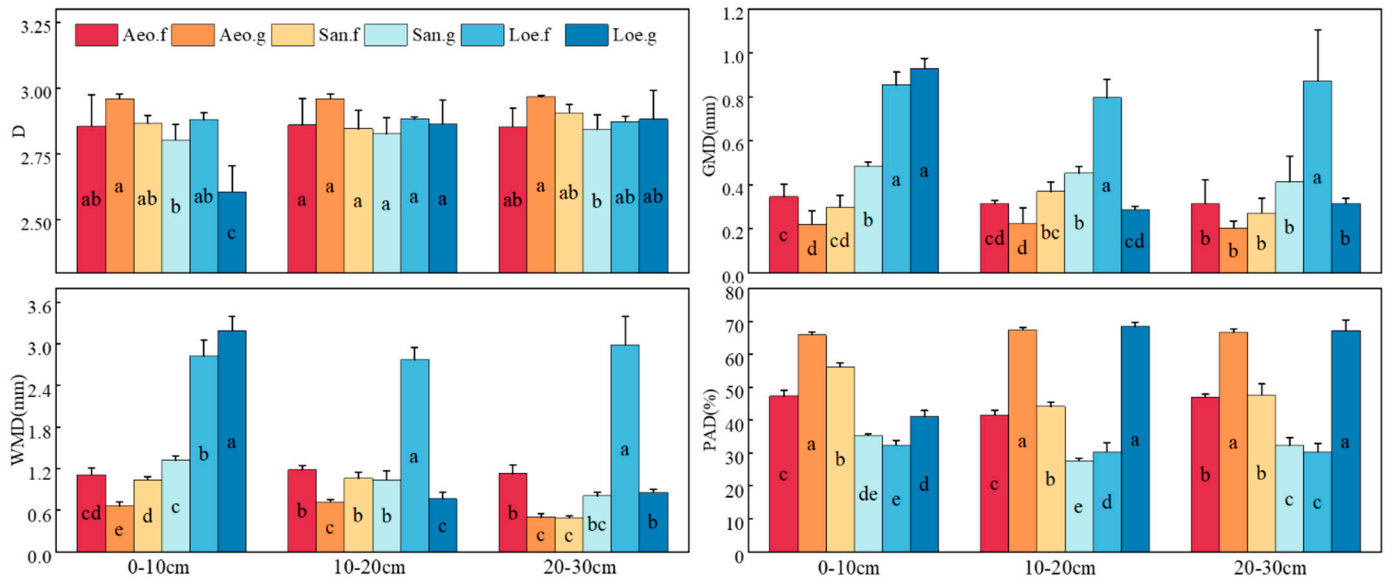 3.25
Aeo.f Aeo.g San.f San.g Loe.f Loe.g
3.00
D
2.75
2.50
ab a ab b ab c
a a a a a a
ab a ab b ab ab
1.2
1.0
0.8
GMD(mm)
0.6
0.4
0.2
0.0
c d cd b a a
cd d bc b a cd
b b b b a b
3.6
3.0
2.4
WMD(mm)
1.8
1.2
0.6
0.0
cd e d c b a
b c b b a c
b c c bc a b
0-10cm 10-20cm 20-30cm
80
70
60
50
PAD(%)
40
30
20
10
0
c a b de e d
c a b e d a
b a b c c a
0-10cm 10-20cm 20-30cm